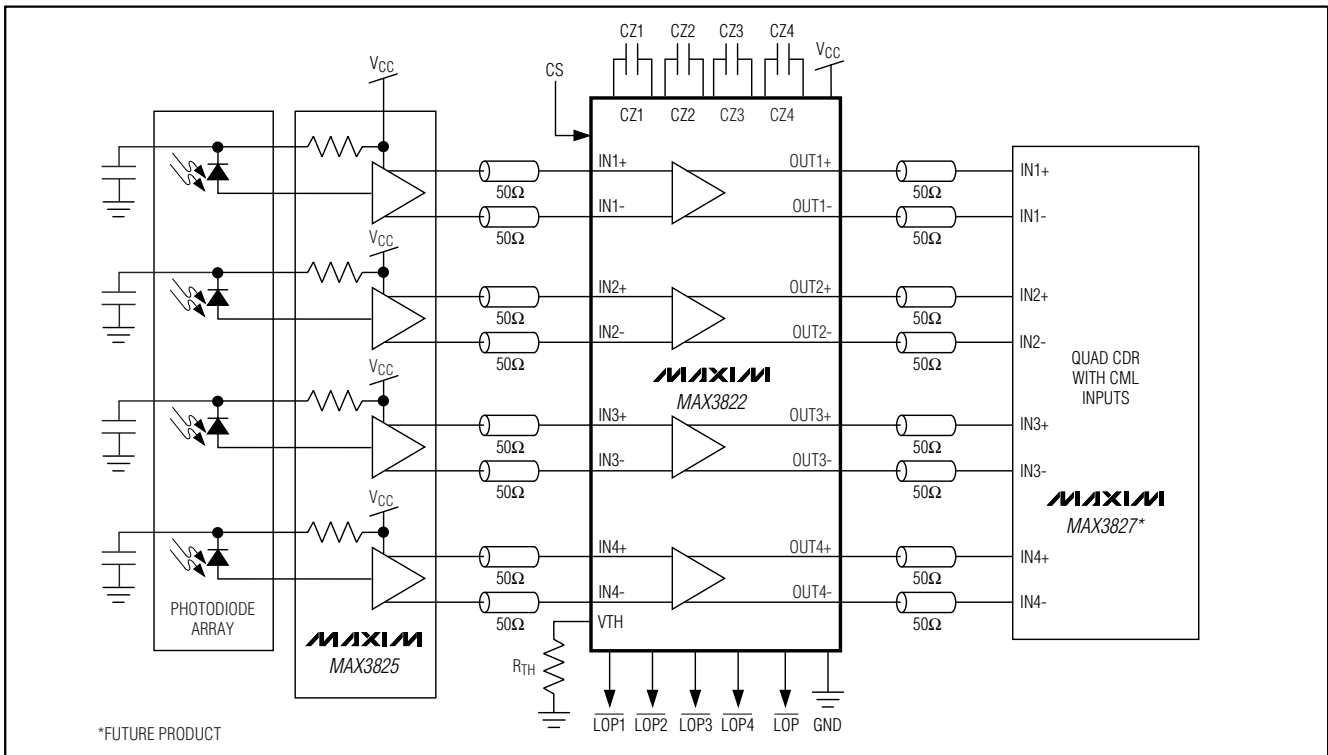 CZ1 CZ2 CZ3 CZ4
VCC
VCC
CS
CZ1 CZ2 CZ3 CZ4
IN1+ OUT1+ IN1+
50Ω 50Ω
IN1- OUT1- IN1-
50Ω 50Ω
VCC
IN2+ OUT2+ IN2+
50Ω 50Ω
IN2- OUT2- IN2-
50Ω 50Ω
MAXIM
MAX3822
QUAD CDR
WITH CML
INPUTS
VCC
IN3+ OUT3+ IN3+
50Ω 50Ω
IN3- OUT3- IN3-
50Ω 50Ω
MAXIM
MAX3827*
VCC
IN4+ OUT4+ IN4+
50Ω 50Ω
IN4- OUT4- IN4-
50Ω 50Ω
PHOTODIODE
ARRAY
MAXIM
MAX3825
VTH
RTH
LOP1 LOP2 LOP3 LOP4 LOP GND
*FUTURE PRODUCT